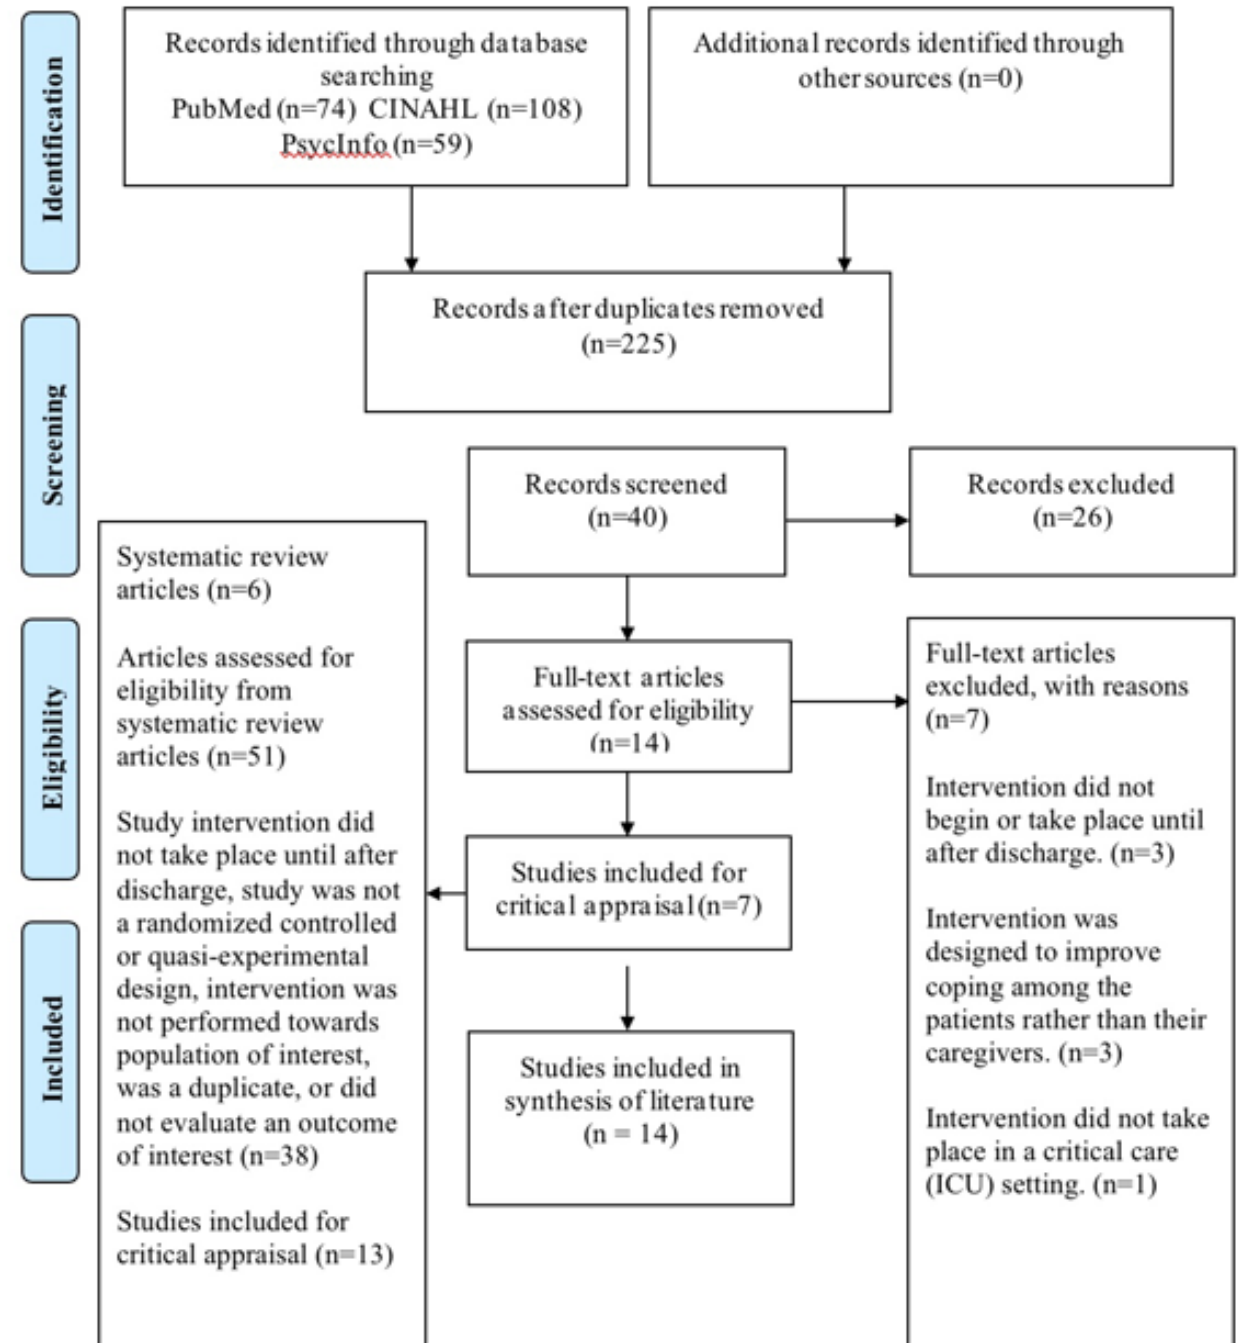 Identification
Records identified through database
searching
PubMed (n=74) CINAHL (n=108)
PsycInfo (n=59)
Additional records identified through
other sources (n=0)
Records after duplicates removed
(n=225)
Screening
Records screened
(n=40)
Records excluded
(n=26)
Systematic review
articles (n=6)
Articles assessed for
eligibility from
systematic review
articles (n=51)
Study intervention did
not take place until after
discharge, study was not
a randomized controlled
or quasi-experimental
design, intervention was
not performed towards
population of interest,
was a duplicate, or did
not evaluate an outcome
of interest (n=38)
Studies included for
critical appraisal (n=13)
Eligibility
Full-text articles
assessed for eligibility
(n=14)
Full-text articles
excluded, with reasons
(n=7)
Intervention did not
begin or take place until
after discharge. (n=3)
Intervention was
designed to improve
coping among the
patients rather than their
caregivers. (n=3)
Intervention did not take
place in a critical care
(ICU) setting. (n=1)
Studies included for
critical appraisal(n=7)
Included
Studies included in
synthesis of literature
(n = 14)